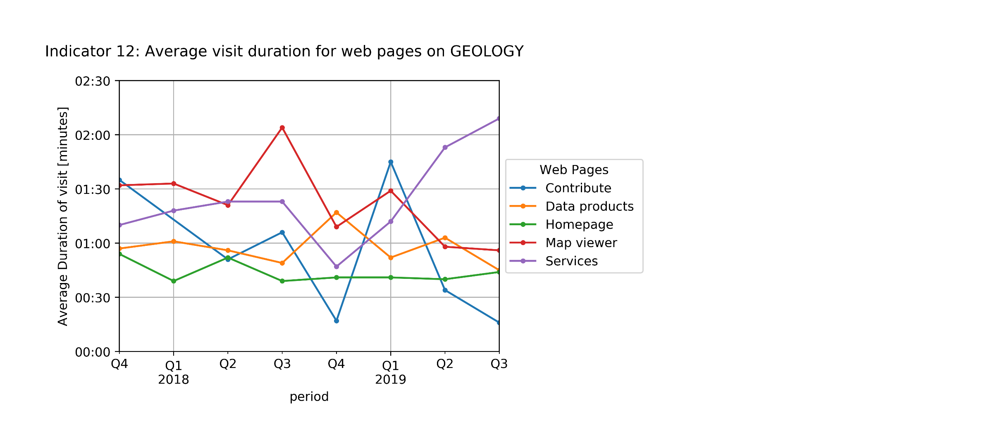 Indicator 12: Average visit duration for web pages on GEOLOGY
Average Duration of visit [minutes]
02:30
02:00
01:30
01:00
00:30
00:00
Q4 Q1 Q2 Q3 Q4 Q1 Q2 Q3
2018 2019
period
Web Pages
Contribute
Data products
Homepage
Map viewer
Services